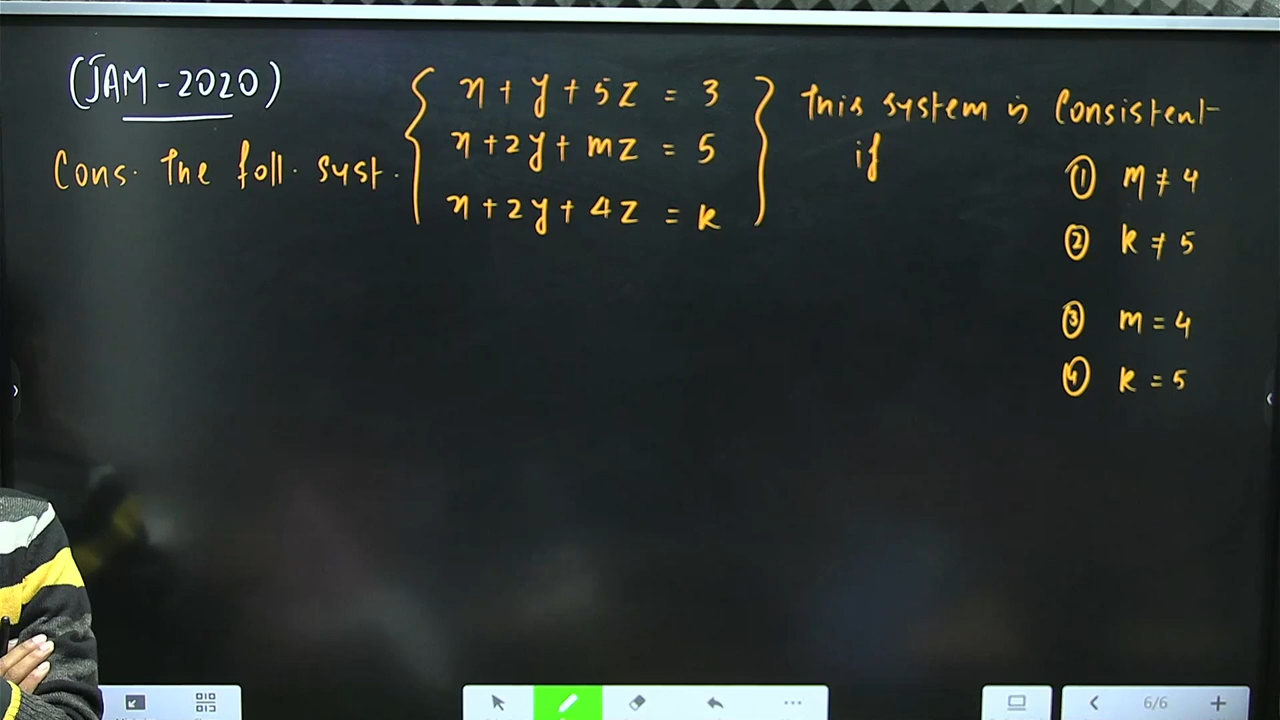 (JAM-2020)
Cons. The foll. syst.
x + y + 5z = 3
x + 2y + mz = 5
x + 2y + 4z = k
This system is Consistent
if
① m ≠ 4
② k ≠ 5
③ m = 4
④ k = 5
6/6